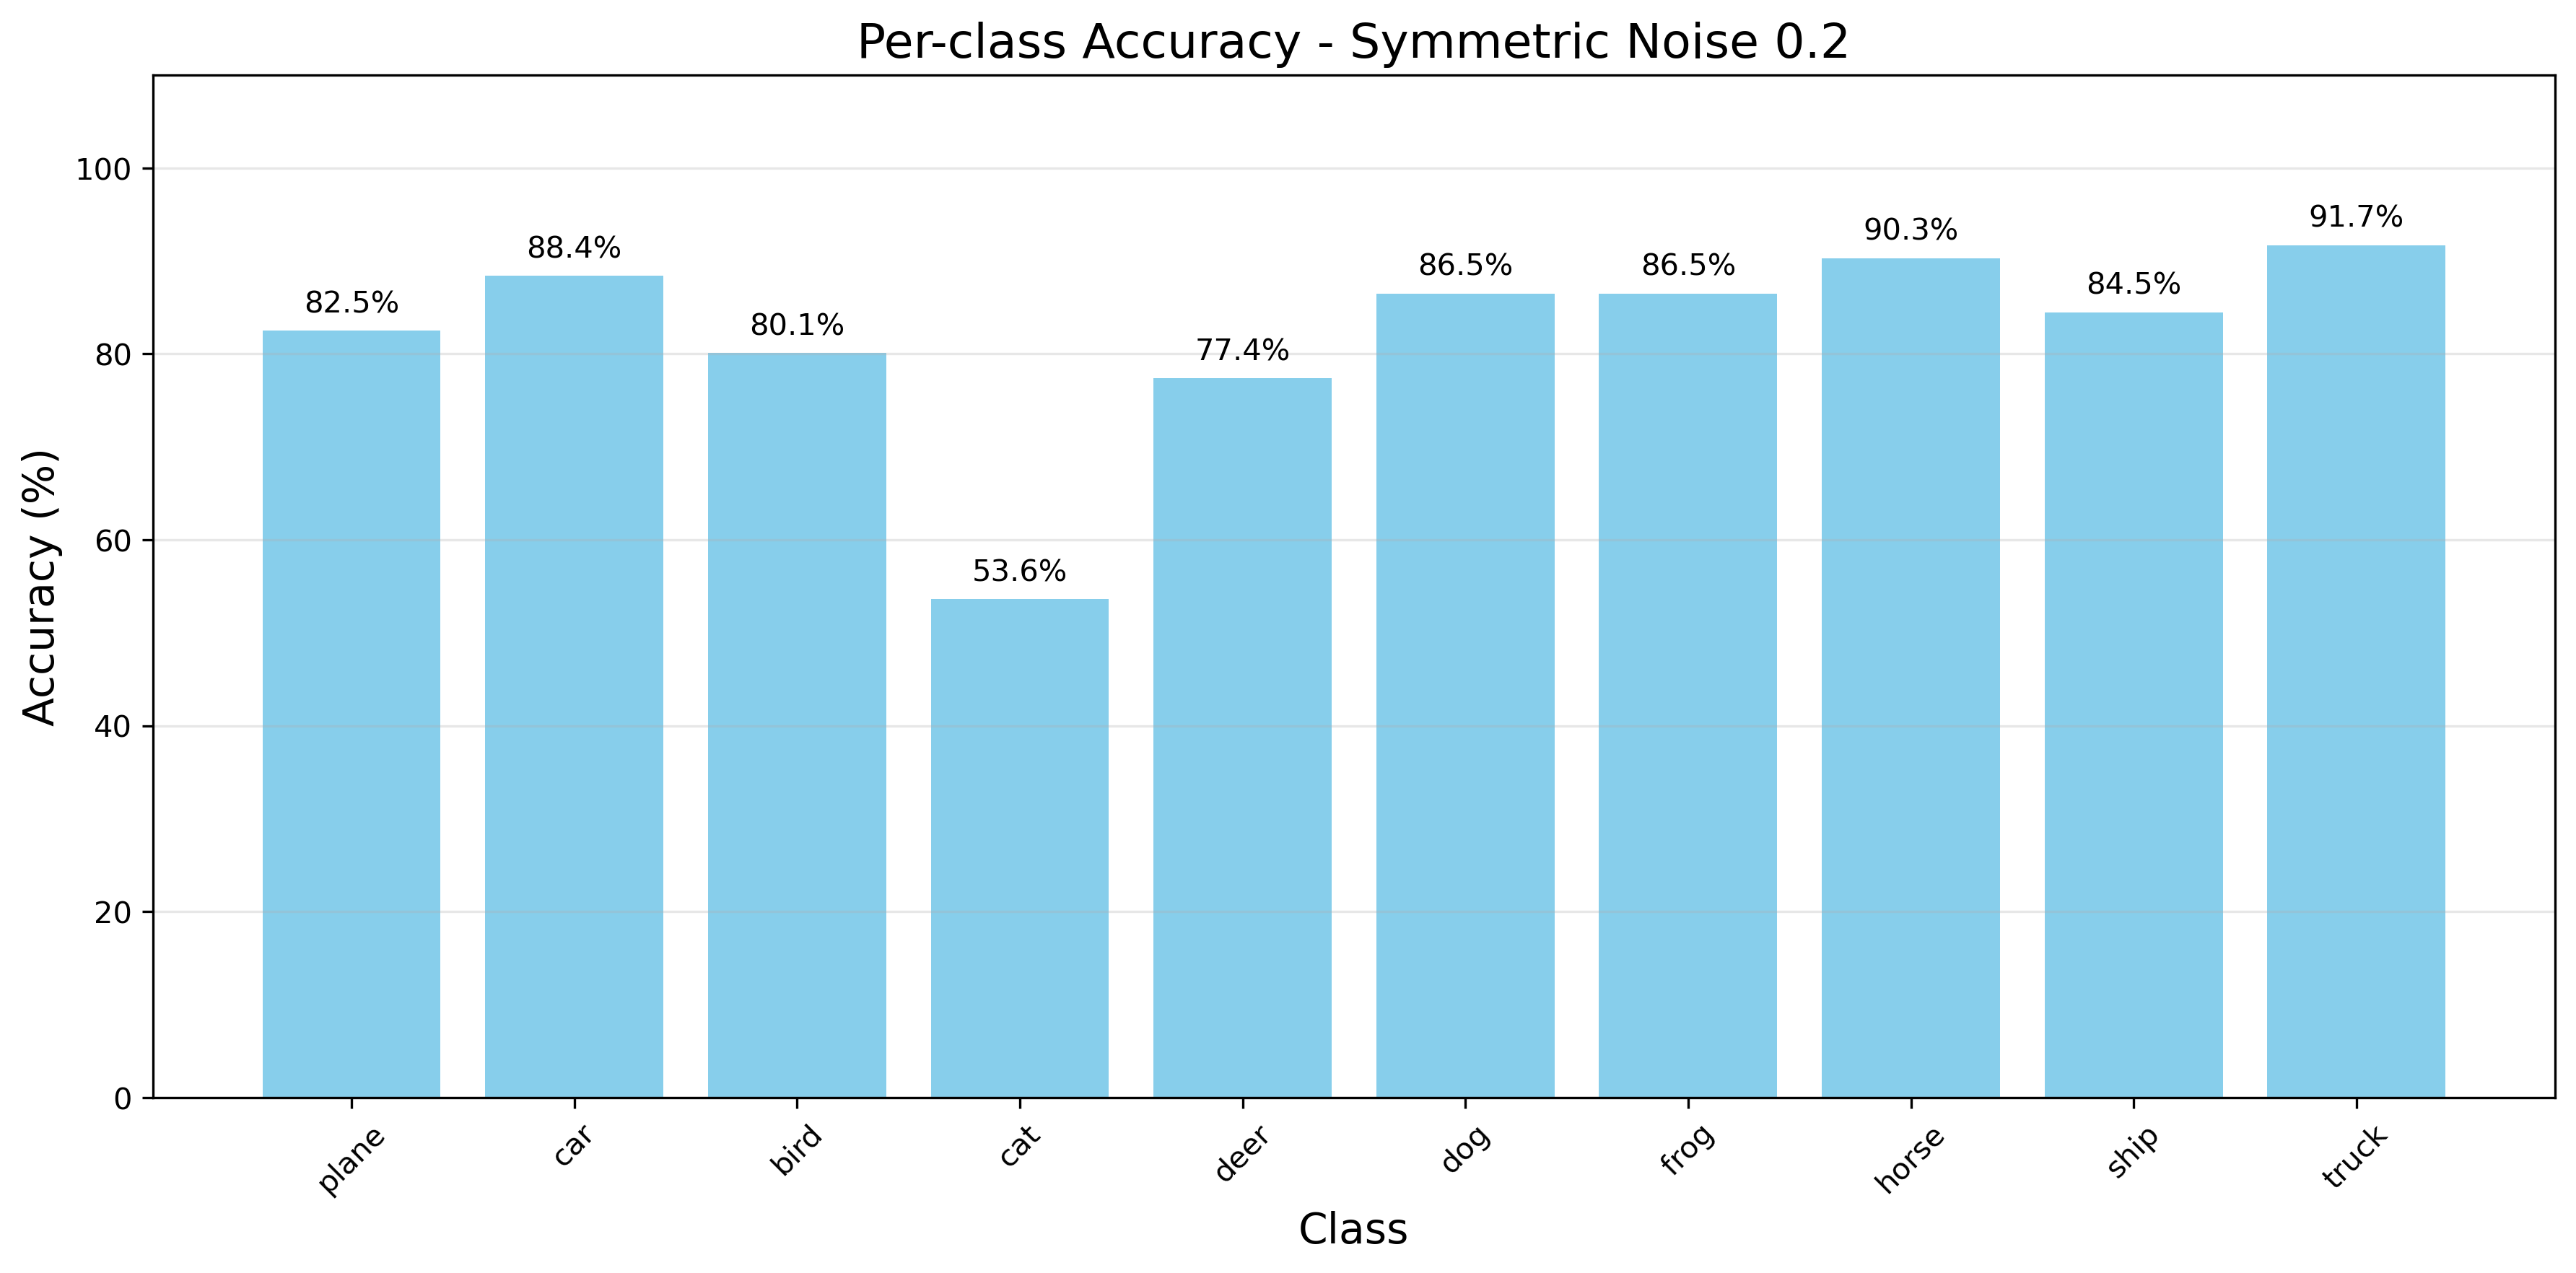 Per-class Accuracy - Symmetric Noise 0.2
Accuracy (%)
100
80
60
40
20
0
82.5%
88.4%
80.1%
53.6%
77.4%
86.5%
86.5%
90.3%
84.5%
91.7%
plane
car
bird
cat
deer
dog
frog
horse
ship
truck
Class